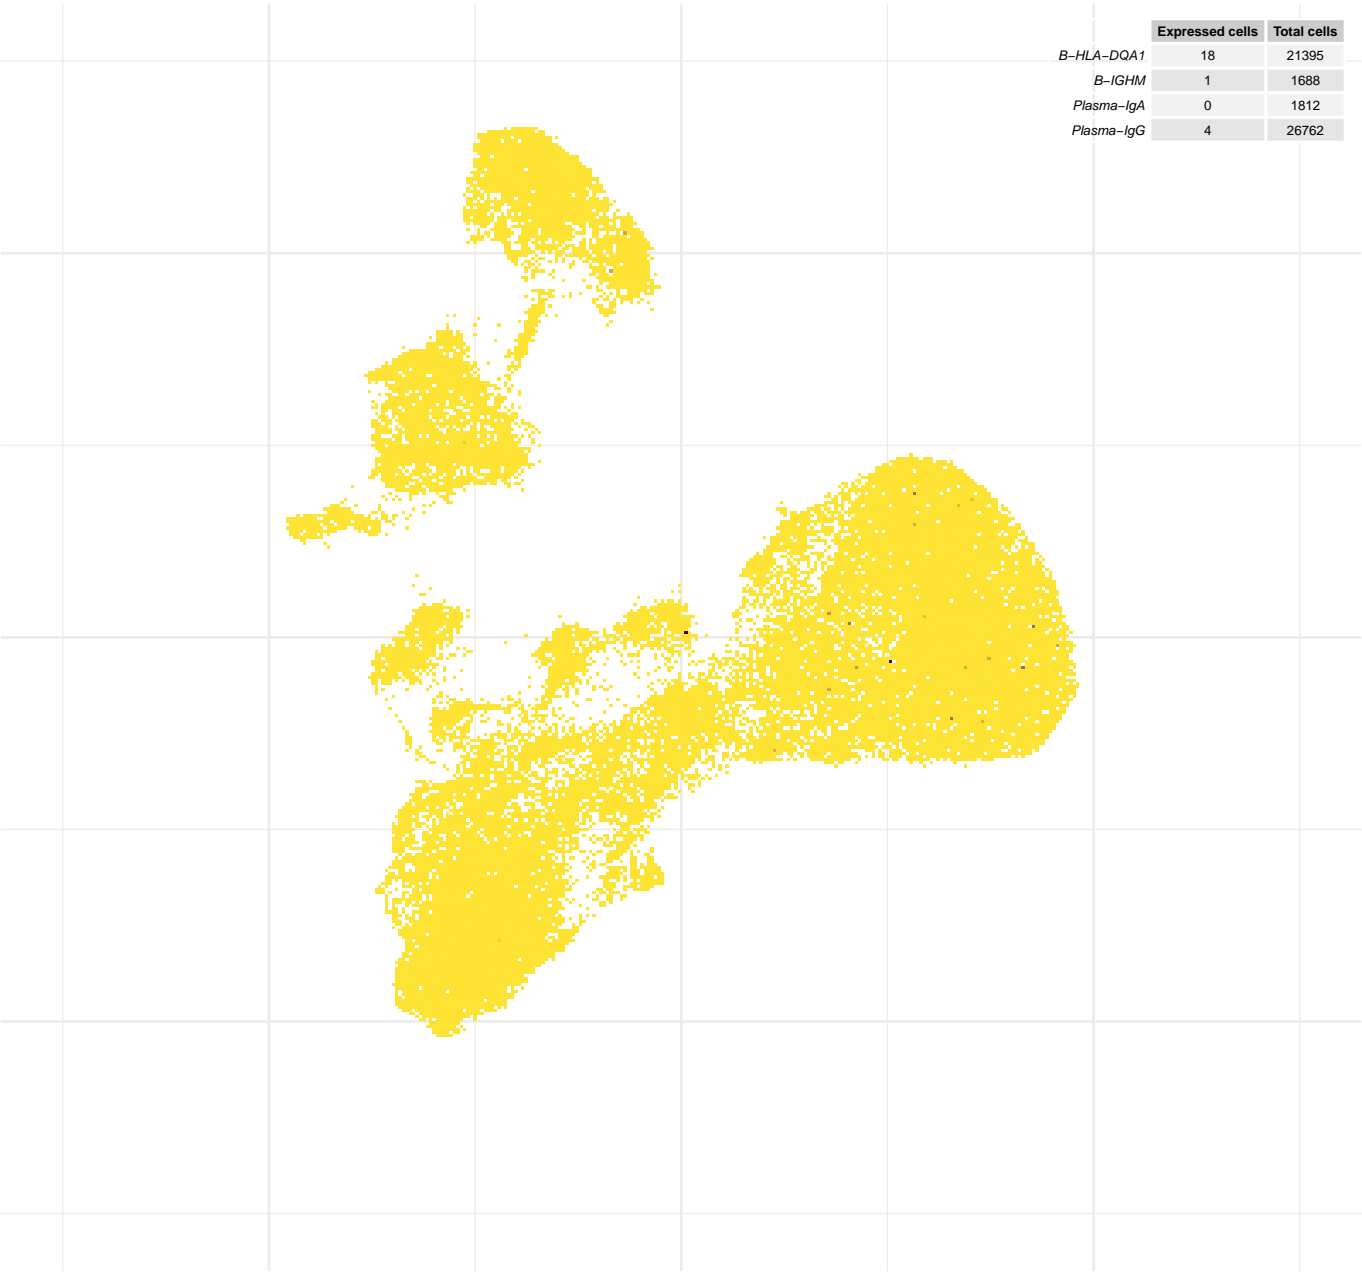 Expressed cells Total cells
B−HLA−DQA1 18 21395
B−IGHM 1 1688
Plasma−IgA 0 1812
Plasma−IgG 4 26762